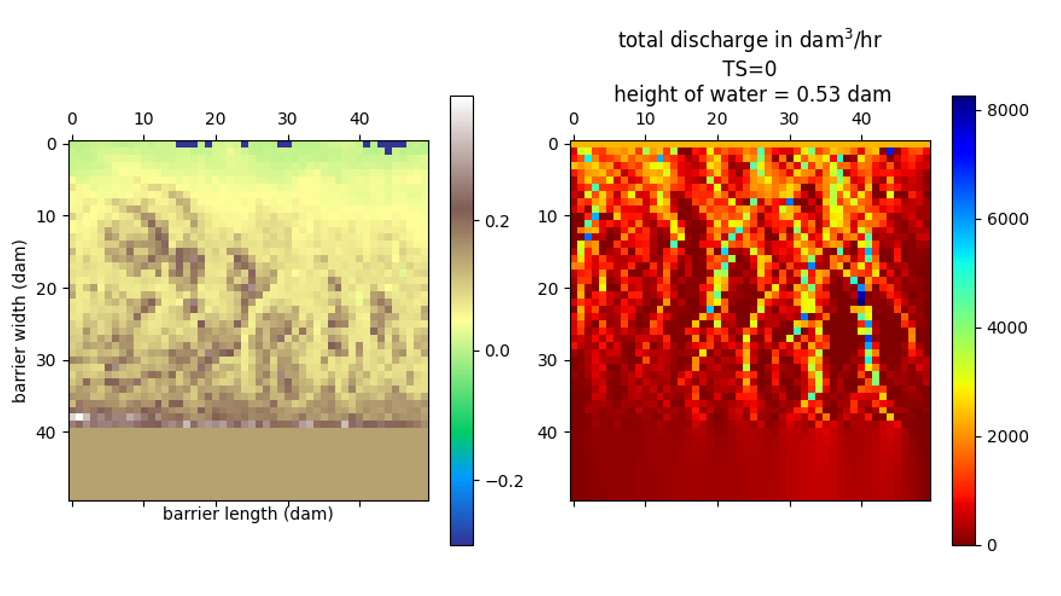 total discharge in dam³/hr
TS=0
height of water = 0.53 dam
0 10 20 30 40
0 10 20 30 40
0
10
20
30
40
barrier width (dam)
barrier length (dam)
0.2
0.0
−0.2
0
10
20
30
40
8000
6000
4000
2000
0